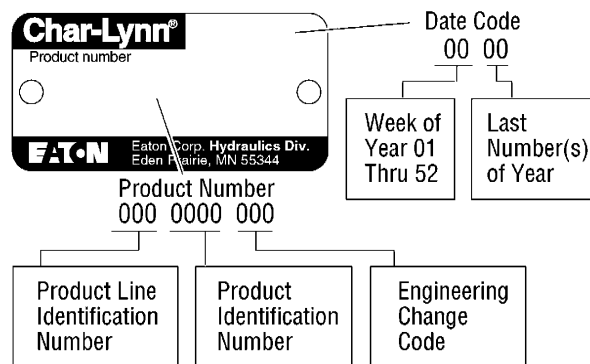 Char-Lynn®
Product number
EATON
Eaton Corp. Hydraulics Div.
Eden Prairie, MN 55344
Date Code
00 00
Week of
Year 01
Thru 52
Last
Number(s)
of Year
Product Number
000 0000 000
Product Line
Identification
Number
Product
Identification
Number
Engineering
Change
Code